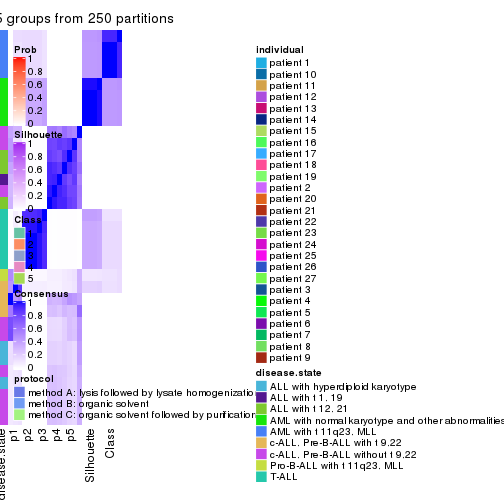 5 groups from 250 partitions
Prob
1
0.8
0.6
0.4
0.2
0
Silhouette
1
0.8
0.6
0.4
0.2
0
Class
1
2
3
4
5
Consensus
1
0.8
0.6
0.4
0.2
0
protocol
method A: lysis followed by lysate homogenizatio
method B: organic solvent
method C: organic solvent followed by purification
disease.state
p1
p2
p3
p4
p5
Silhouette
Class
individual
patient 1
patient 10
patient 11
patient 12
patient 13
patient 14
patient 15
patient 16
patient 17
patient 18
patient 19
patient 2
patient 20
patient 21
patient 22
patient 23
patient 24
patient 25
patient 26
patient 27
patient 3
patient 4
patient 5
patient 6
patient 7
patient 8
patient 9
disease.state
ALL with hyperdiploid karyotype
ALL with t1. 19
ALL with t12. 21
AML with normal karyotype and other abnormalities
AML with t11q23. MLL
c-ALL. Pre-B-ALL with t9.22
c-ALL. Pre-B-ALL without t9.22
Pro-B-ALL with t11q23. MLL
T-ALL